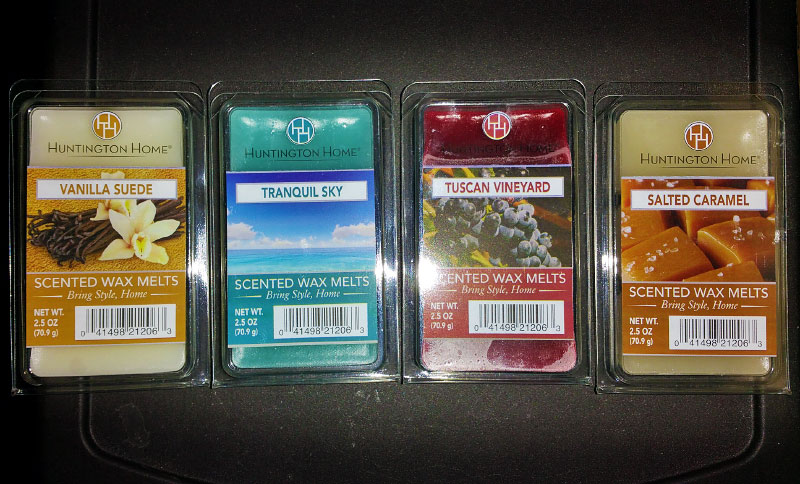 HUNTINGTON HOME®
VANILLA SUEDE
SCENTED WAX MELTS
Bring Style, Home
NET WT.
2.5 OZ
(70.9 g)
0 41498 21206 3
HUNTINGTON HOME®
TRANQUIL SKY
SCENTED WAX MELTS
Bring Style, Home
NET WT.
2.5 OZ
(70.9 g)
0 41498 21206 3
HUNTINGTON HOME®
TUSCAN VINEYARD
SCENTED WAX MELTS
Bring Style, Home
NET WT.
2.5 OZ
(70.9 g)
0 41498 21206 3
HUNTINGTON HOME®
SALTED CARAMEL
SCENTED WAX MELTS
Bring Style, Home
NET WT.
2.5 OZ
(70.9 g)
0 41498 21206 3